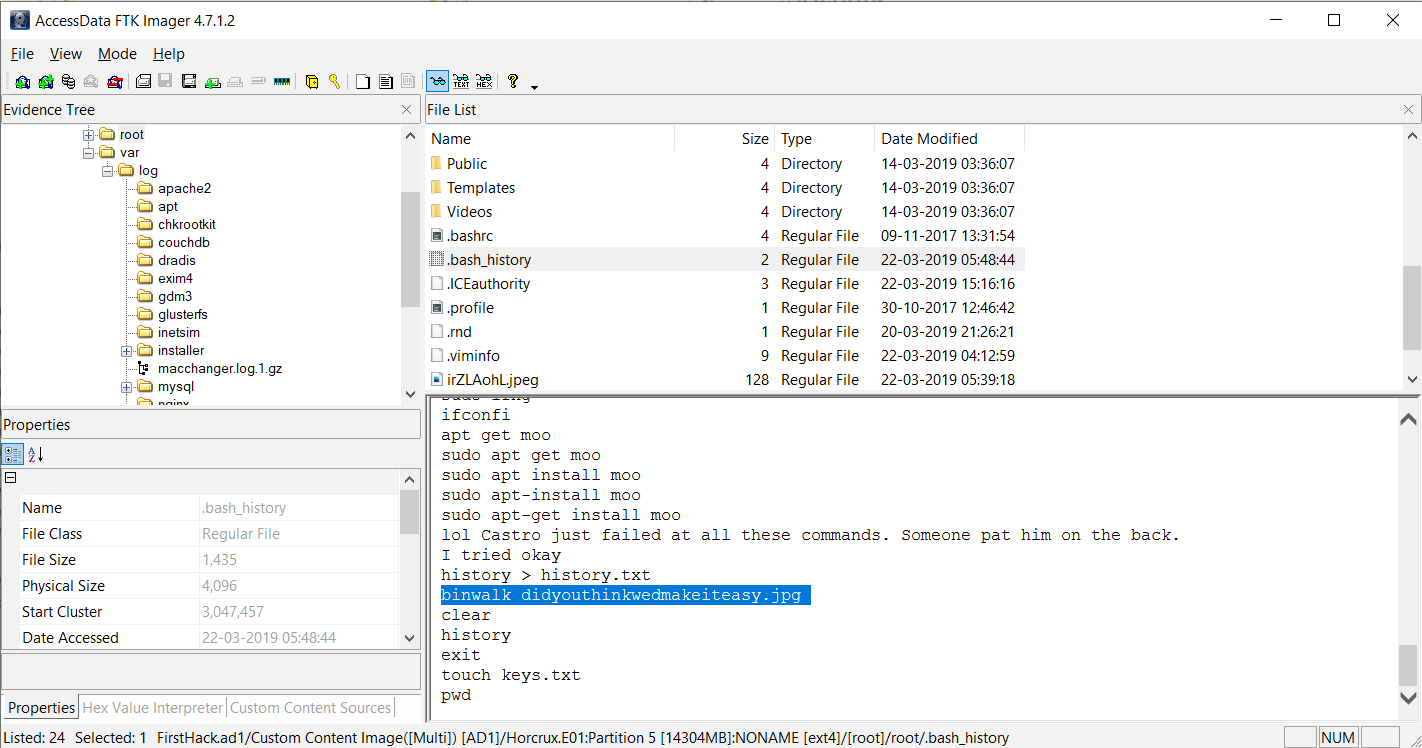 AccessData FTK Imager 4.7.1.2
File View Mode Help
TEXT HEX
Evidence Tree
root
var
log
apache2
apt
chkrootkit
couchdb
dradis
exim4
gdm3
glusterfs
inetsim
installer
macchanger.log.1.gz
mysql
nginx
File List
Name Size Type Date Modified
Public 4 Directory 14-03-2019 03:36:07
Templates 4 Directory 14-03-2019 03:36:07
Videos 4 Directory 14-03-2019 03:36:07
.bashrc 4 Regular File 09-11-2017 13:31:54
.bash_history 2 Regular File 22-03-2019 05:48:44
.ICEauthority 3 Regular File 22-03-2019 15:16:16
.profile 1 Regular File 30-10-2017 12:46:42
.rnd 1 Regular File 20-03-2019 21:26:21
.viminfo 9 Regular File 22-03-2019 04:12:59
irZLAohL.jpeg 128 Regular File 22-03-2019 05:39:18
Properties
A
Z
Name .bash_history
File Class Regular File
File Size 1,435
Physical Size 4,096
Start Cluster 3,047,457
Date Accessed 22-03-2019 05:48:44
Properties Hex Value Interpreter Custom Content Sources
ifconfi
apt get moo
sudo apt get moo
sudo apt install moo
sudo apt-install moo
sudo apt-get install moo
lol Castro just failed at all these commands. Someone pat him on the back.
I tried okay
history > history.txt
binwalk didyouthinkwedmakeiteasy.jpg
clear
history
exit
touch keys.txt
pwd
Listed: 24 Selected: 1 FirstHack.ad1/Custom Content Image([Multi]) [AD1]/Horcrux.E01:Partition 5 [14304MB]:NONAME [ext4]/[root]/root/.bash_history
NUM